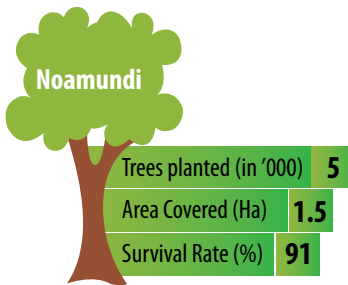 Noamundi
Trees planted (in ’000) 5
Area Covered (Ha) 1.5
Survival Rate (%) 91